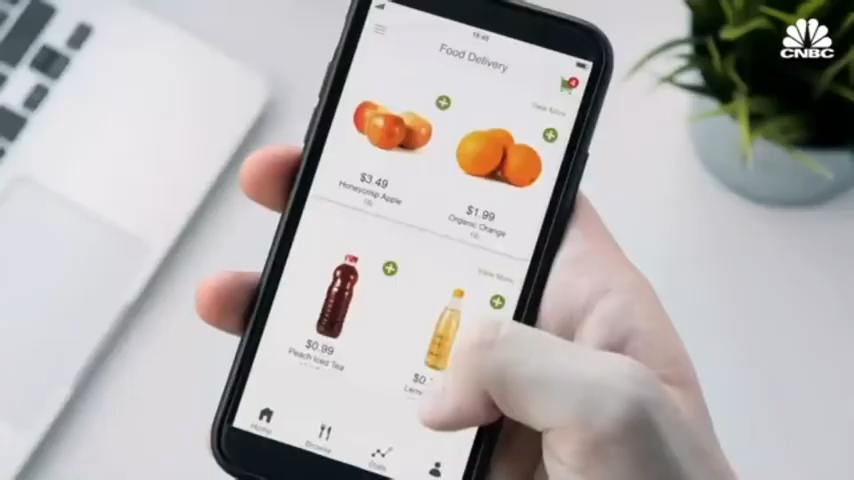 CNBC
Food Delivery
4
View More
$3.49
Honeycrisp Apple
$1.99
Organic Orange
View More
$0.99
Peach Iced Tea
Home
Browse
Stats